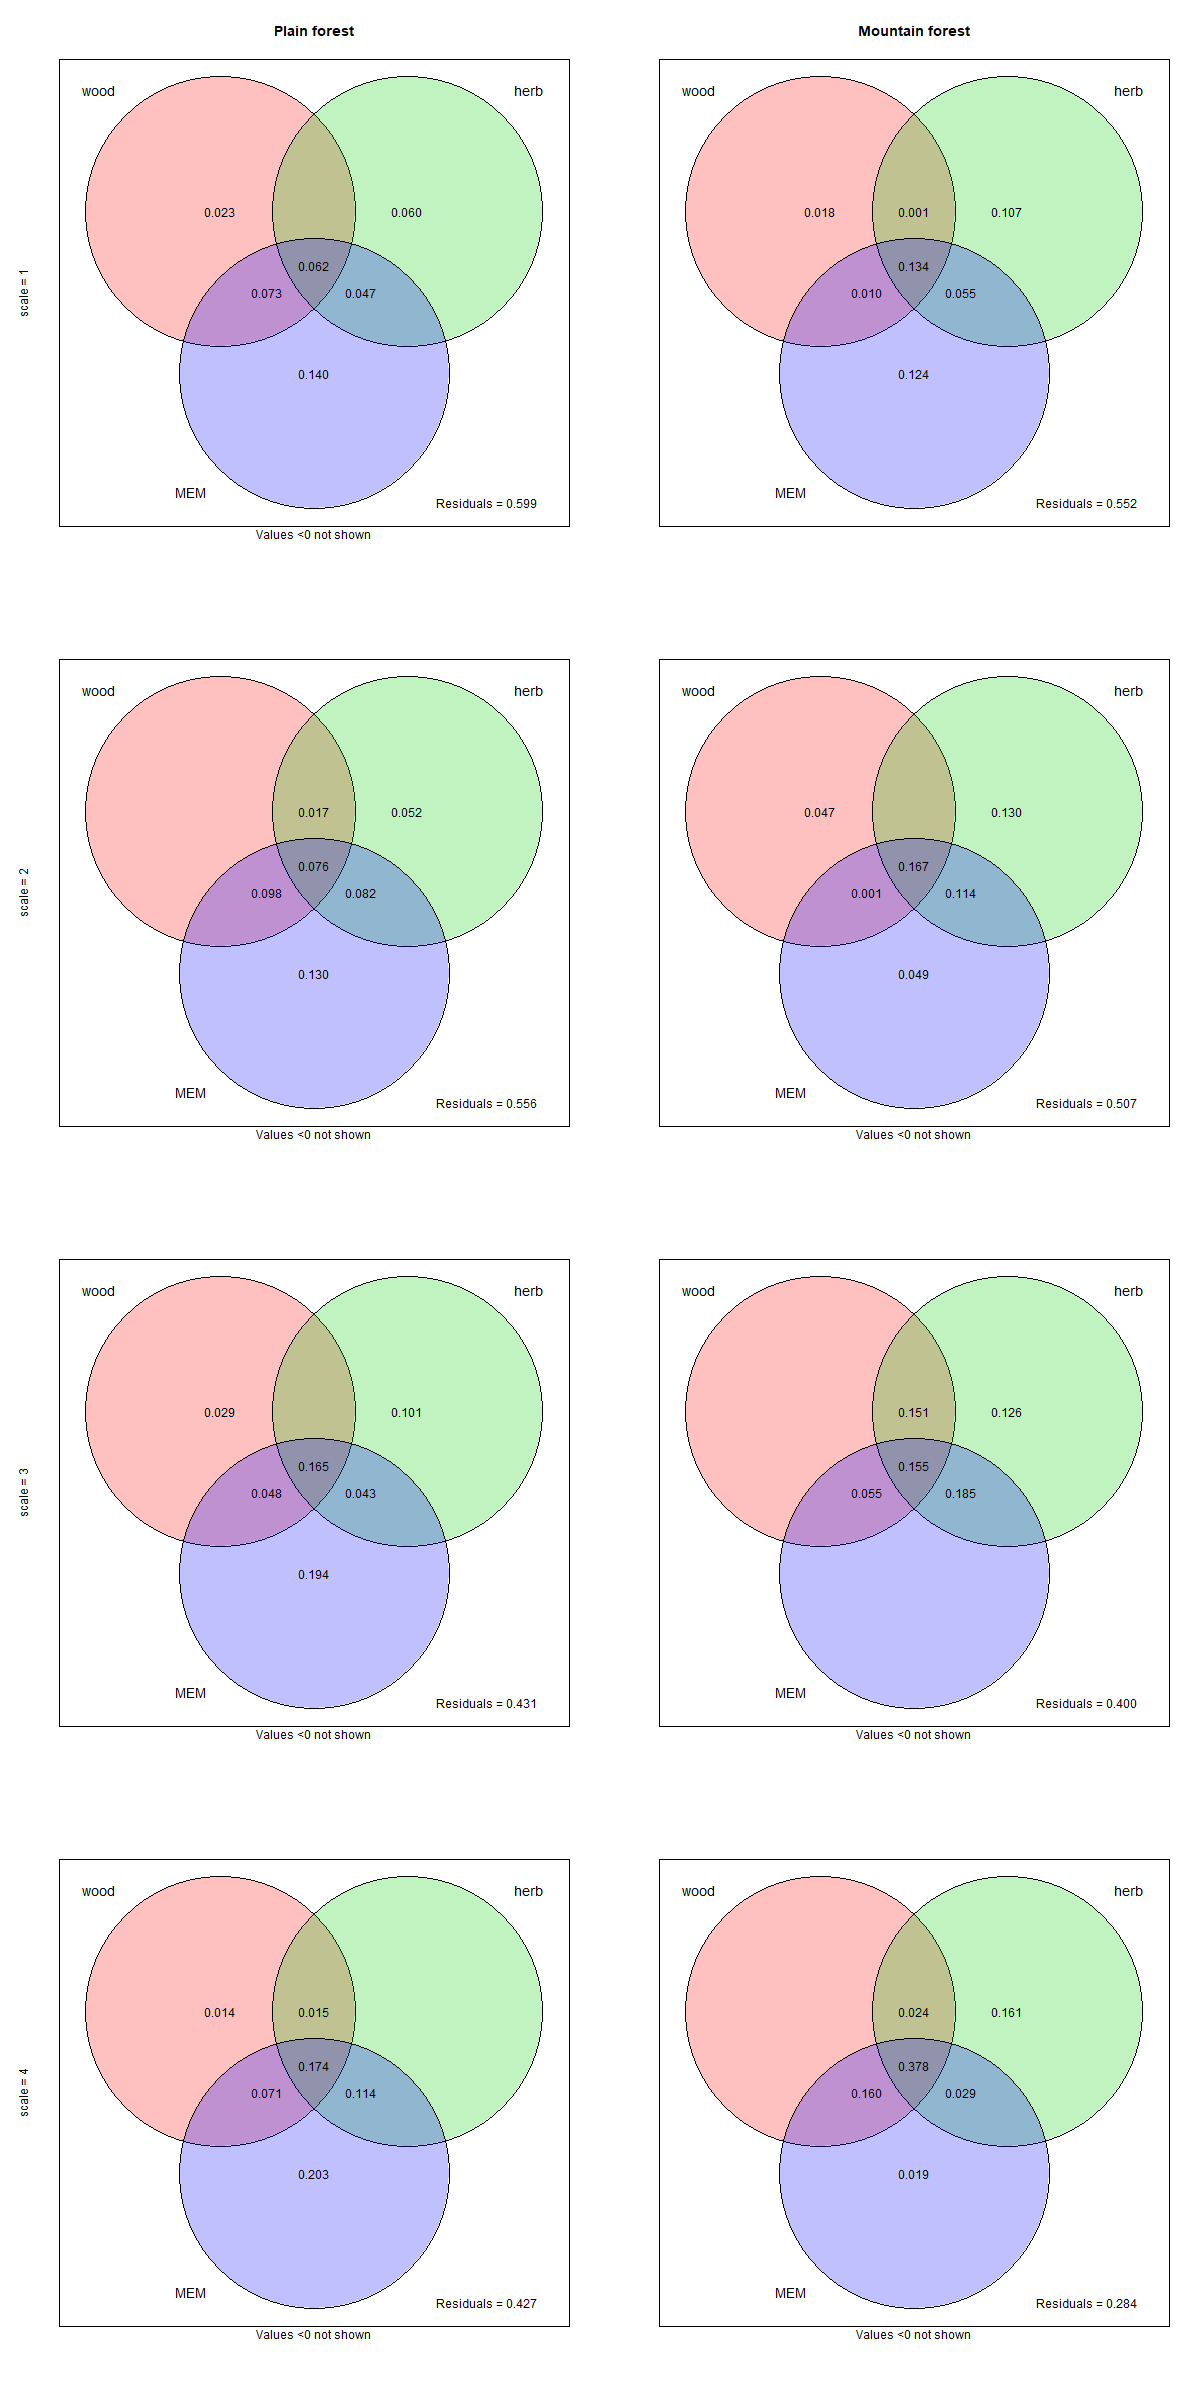 Plain forest
Mountain forest
scale = 1
wood
herb
0.023
0.060
0.062
0.073
0.047
0.140
MEM
Residuals = 0.599
Values <0 not shown
wood
herb
0.018
0.001
0.107
0.134
0.010
0.055
0.124
MEM
Residuals = 0.552
scale = 2
wood
herb
0.017
0.052
0.076
0.098
0.082
0.130
MEM
Residuals = 0.556
Values <0 not shown
wood
herb
0.047
0.130
0.167
0.001
0.114
0.049
MEM
Residuals = 0.507
Values <0 not shown
scale = 3
wood
herb
0.029
0.101
0.165
0.048
0.043
0.194
MEM
Residuals = 0.431
Values <0 not shown
wood
herb
0.151
0.126
0.155
0.055
0.185
MEM
Residuals = 0.400
Values <0 not shown
scale = 4
wood
herb
0.014
0.015
0.174
0.071
0.114
0.203
MEM
Residuals = 0.427
Values <0 not shown
wood
herb
0.024
0.161
0.378
0.160
0.029
0.019
MEM
Residuals = 0.284
Values <0 not shown